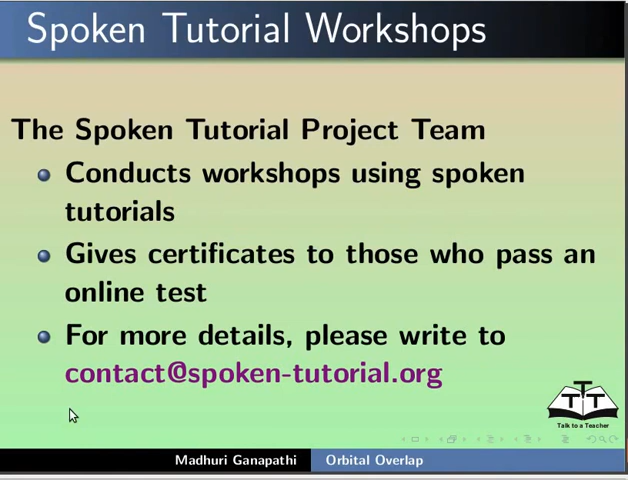 Spoken Tutorial Workshops
The Spoken Tutorial Project Team
Conducts workshops using spoken
tutorials
Gives certificates to those who pass an
online test
For more details, please write to
contact@spoken-tutorial.org
T T T
Talk to a Teacher
Madhuri Ganapathi Orbital Overlap